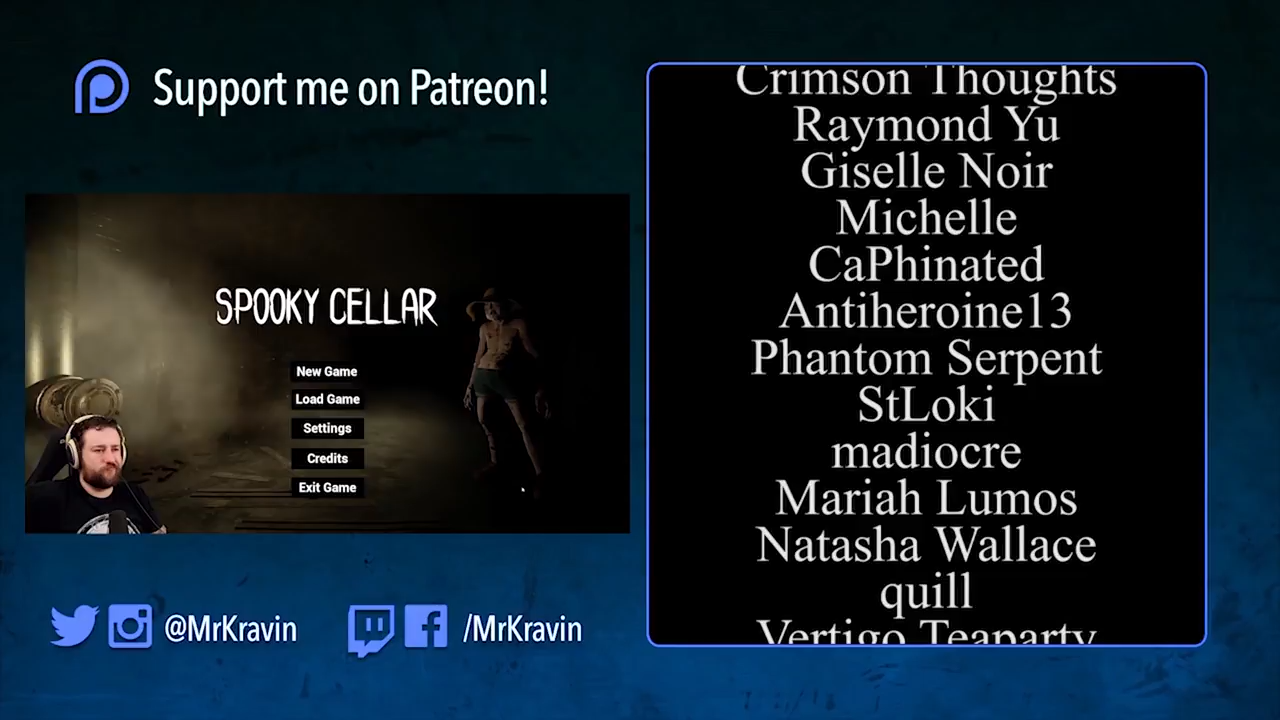 Support me on Patreon!
SPOOKY CELLAR
New Game
Load Game
Settings
Credits
Exit Game
@MrKravin
/MrKravin
Crimson Thoughts
Raymond Yu
Giselle Noir
Michelle
CaPhinated
Antiheroine13
Phantom Serpent
StLoki
madiocre
Mariah Lumos
Natasha Wallace
quill
Vertigo Teaparty